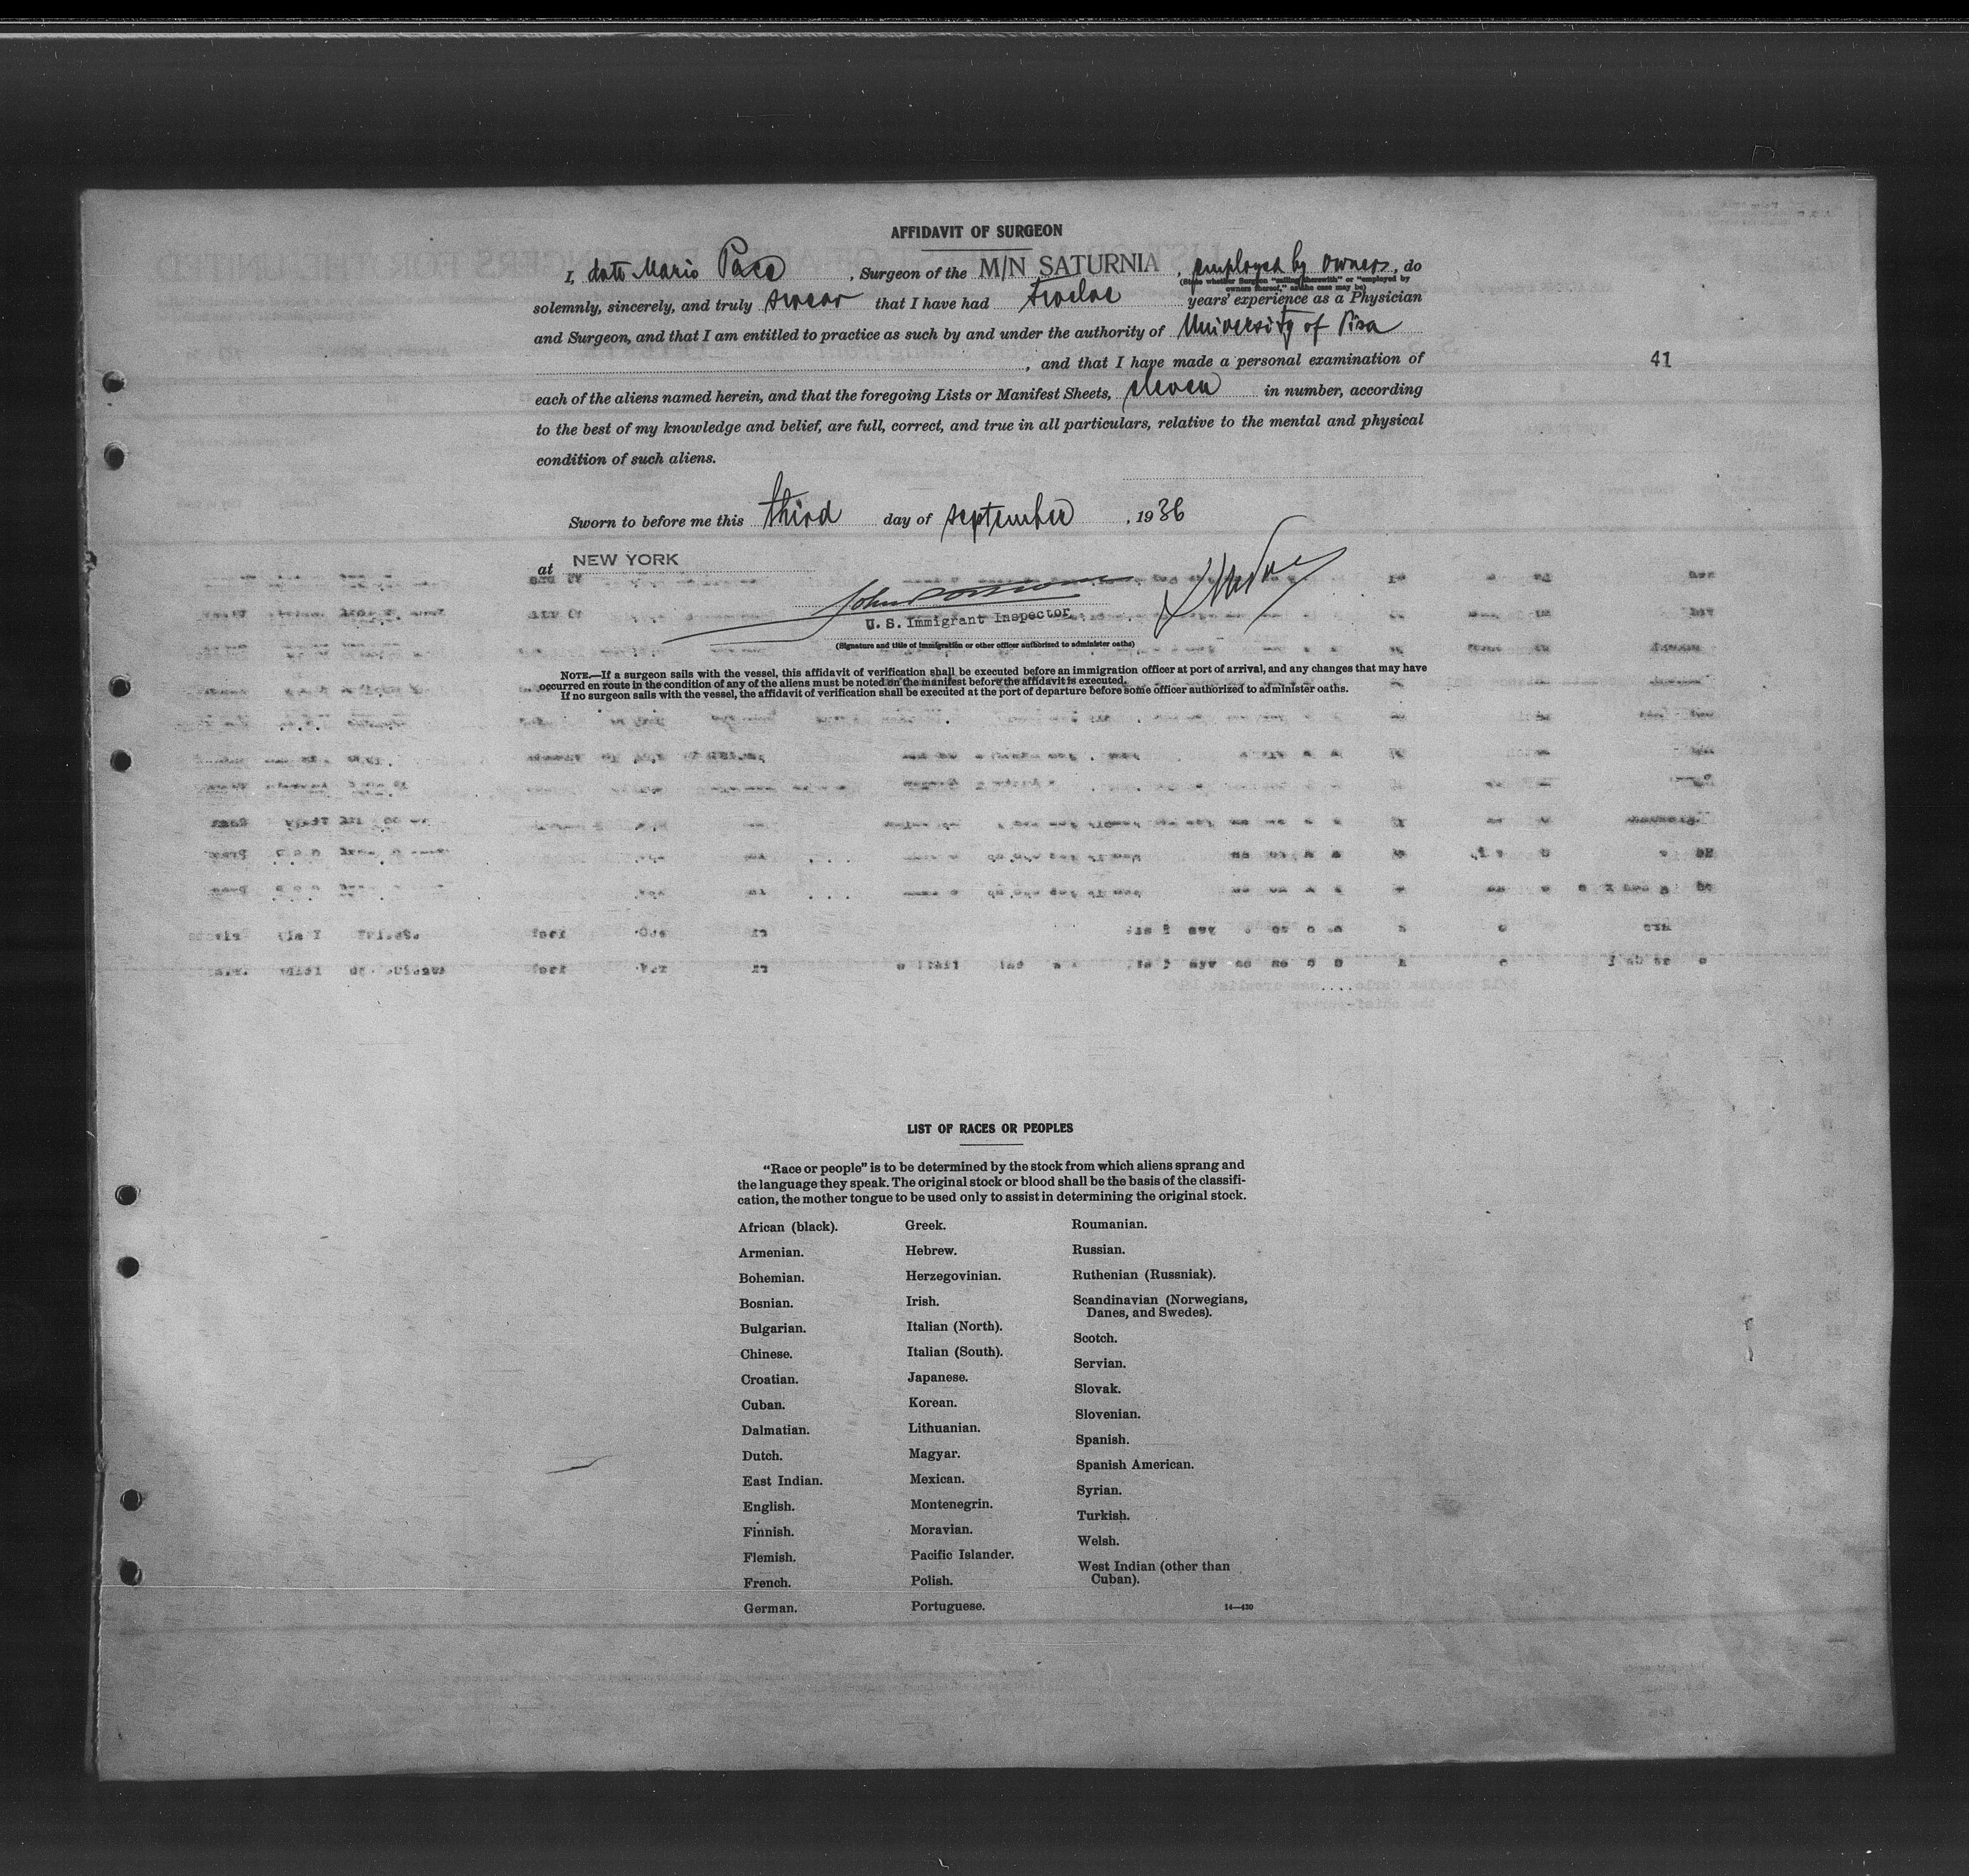 AFFIDAVIT OF SURGEON
I, dott Mario Pace, Surgeon of the M/N SATURNIA, employed by owners, do
(State whether Surgeon "sailing therewith" or "employed by
owners thereof," as the case may be)
solemnly, sincerely, and truly swear that I have had twelve years' experience as a Physician
and Surgeon, and that I am entitled to practice as such by and under the authority of University of Pisa
, and that I have made a personal examination of
41
each of the aliens named herein, and that the foregoing Lists or Manifest Sheets, eleven in number, according
to the best of my knowledge and belief, are full, correct, and true in all particulars, relative to the mental and physical
condition of such aliens.
Sworn to before me this third day of september, 1936
at NEW YORK
U. S. Immigrant Inspector
(Signature and title of immigration or other officer authorized to administer oaths)
NOTE.—If a surgeon sails with the vessel, this affidavit of verification shall be executed before an immigration officer at port of arrival, and any changes that may have
occurred en route in the condition of any of the aliens must be noted on the manifest before the affidavit is executed.
If no surgeon sails with the vessel, the affidavit of verification shall be executed at the port of departure before some officer authorized to administer oaths.
LIST OF RACES OR PEOPLES
"Race or people" is to be determined by the stock from which aliens sprang and
the language they speak. The original stock or blood shall be the basis of the classifi-
cation, the mother tongue to be used only to assist in determining the original stock.
African (black).
Armenian.
Bohemian.
Bosnian.
Bulgarian.
Chinese.
Croatian.
Cuban.
Dalmatian.
Dutch.
East Indian.
English.
Finnish.
Flemish.
French.
German.
Greek.
Hebrew.
Herzegovinian.
Irish.
Italian (North).
Italian (South).
Japanese.
Korean.
Lithuanian.
Magyar.
Mexican.
Montenegrin.
Moravian.
Pacific Islander.
Polish.
Portuguese.
Roumanian.
Russian.
Ruthenian (Russniak).
Scandinavian (Norwegians,
Danes, and Swedes).
Scotch.
Servian.
Slovak.
Slovenian.
Spanish.
Spanish American.
Syrian.
Turkish.
Welsh.
West Indian (other than
Cuban).
14—430